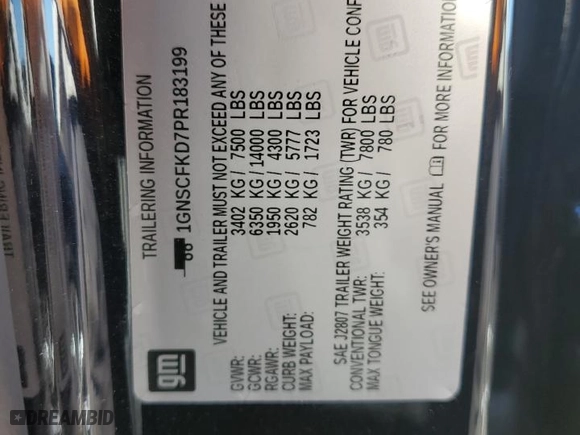 TRAILERING INFORMATION
1GNSCFKD7PR183199
VEHICLE AND TRAILER MUST NOT EXCEED ANY OF THESE
GVWR: 3402 KG / 7500 LBS
GCWR: 6350 KG / 14000 LBS
RGAWR: 1950 KG / 4300 LBS
CURB WEIGHT: 2620 KG / 5777 LBS
MAX PAYLOAD: 782 KG / 1723 LBS
SAE J2807 TRAILER WEIGHT RATING (TWR) FOR VEHICLE CONF
CONVENTIONAL TWR: 3538 KG / 7800 LBS
MAX TONGUE WEIGHT: 354 KG / 780 LBS
SEE OWNER'S MANUAL FOR MORE INFORMATION
gm
DREAMBID